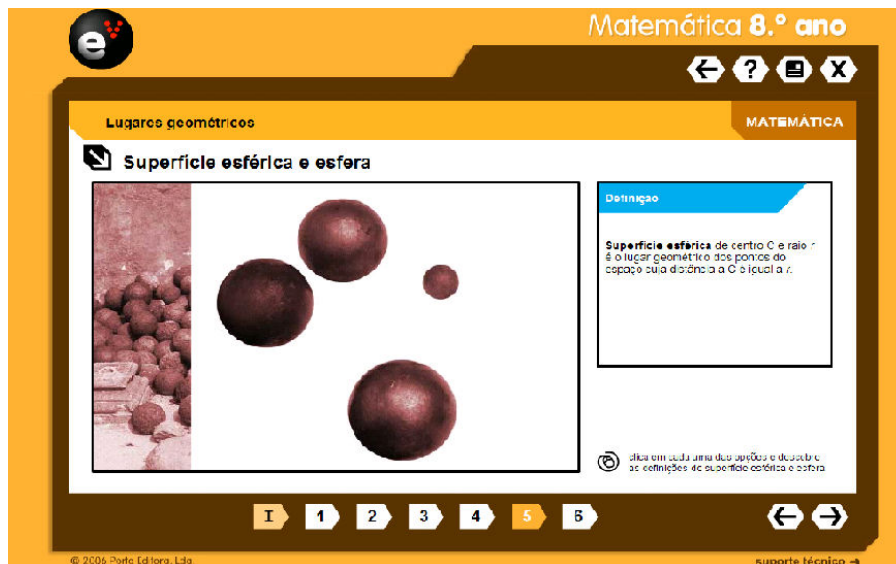 e
Matemática 8.º ano
?
X
Lugares geométricos
MATEMÁTICA
Superfície esférica e esfera
Definição
Superfície esférica de centro C e raio r
é o lugar geométrico dos pontos do
espaço cuja distância a C é igual a r.
clica em cada uma das opções e descobre
as definições de superfície esférica e esfera
I
1
2
3
4
5
6
© 2006 Porto Editora, Lda.
suporte técnico